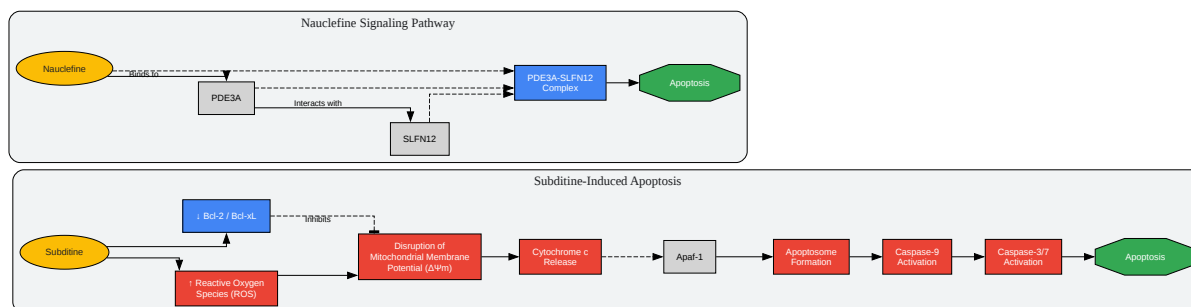 Nauclefine Signaling Pathway
Nauclefine
Binds to
PDE3A
Interacts with
SLFN12
PDE3A-SLFN12
Complex
Apoptosis
Subditine-Induced Apoptosis
Subditine
↓ Bcl-2 / Bcl-xL
Inhibits
↑ Reactive Oxygen
Species (ROS)
Disruption of
Mitochondrial Membrane
Potential (ΔΨm)
Cytochrome c
Release
Apaf-1
Apoptosome
Formation
Caspase-9
Activation
Caspase-3/7
Activation
Apoptosis